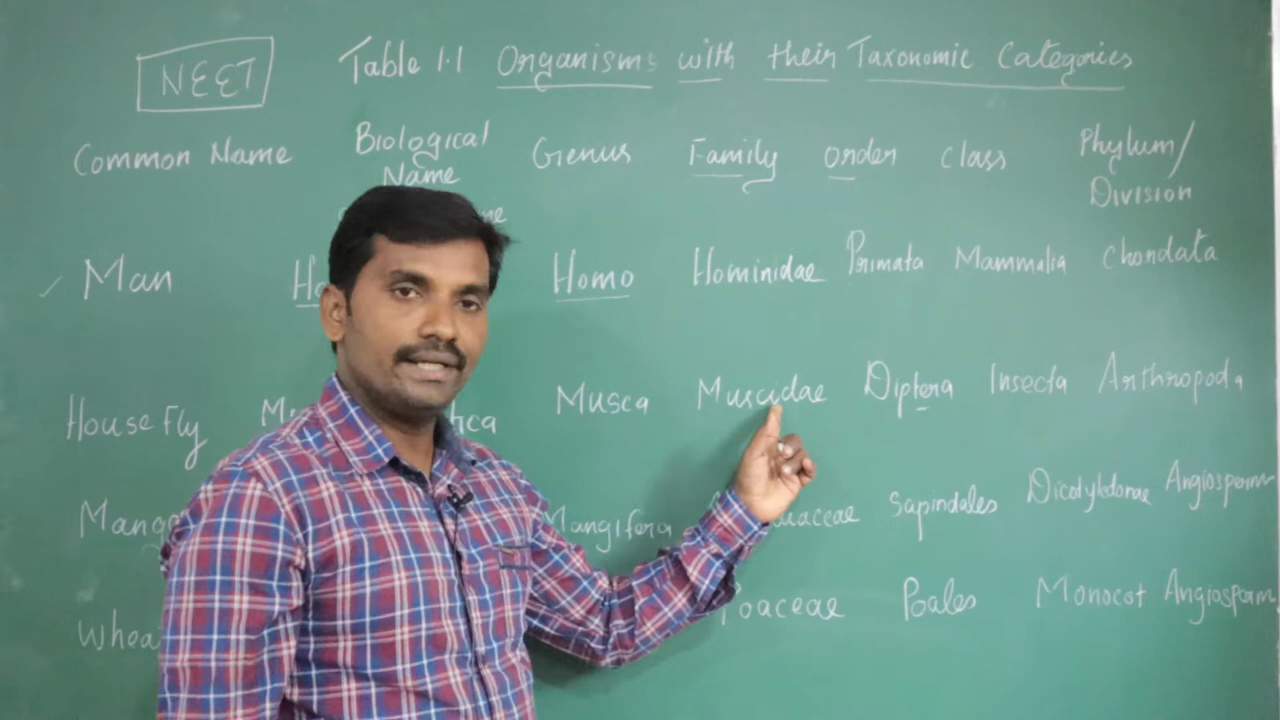 NEET Table 1.1 Organisms with their Taxonomic Categories
Common Name Biological Name Genus Family Order Class Phylum/ Division
Man Homo Hominidae Primata Mammalia Chordata
House Fly Musca Muscidae Diptera Insecta Arthropoda
Mangifera Sapindales Dicotyledonae Angiosperm
Poaceae Poales Monocot Angiosperm